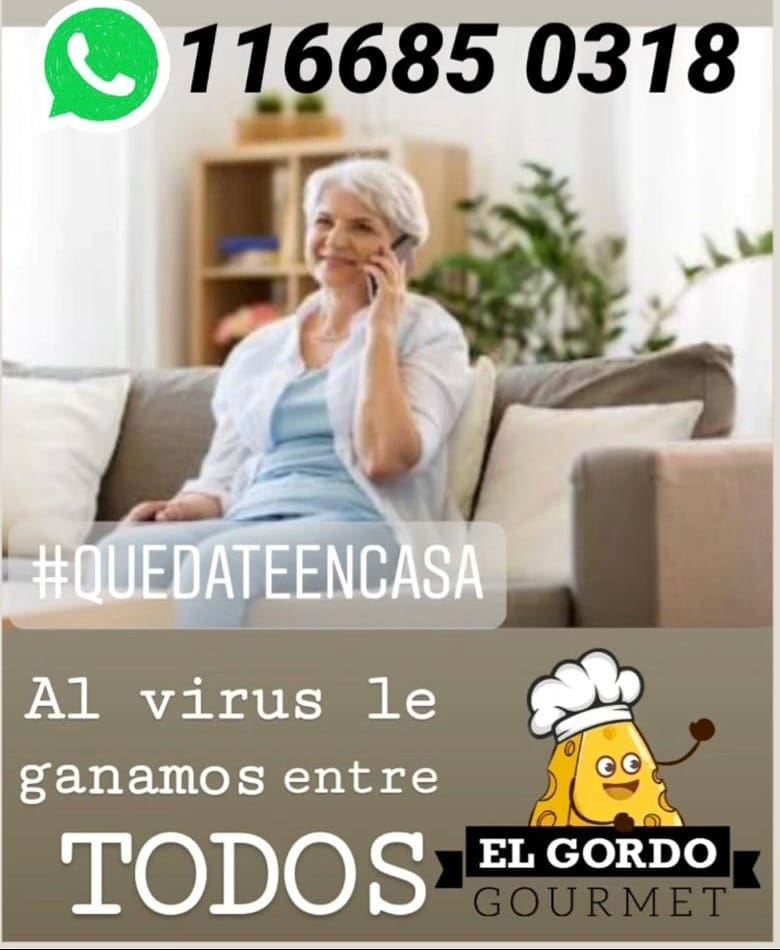 116685 0318
#QUEDATEENCASA
Al virus le
ganamos entre
TODOS
EL GORDO
GOURMET